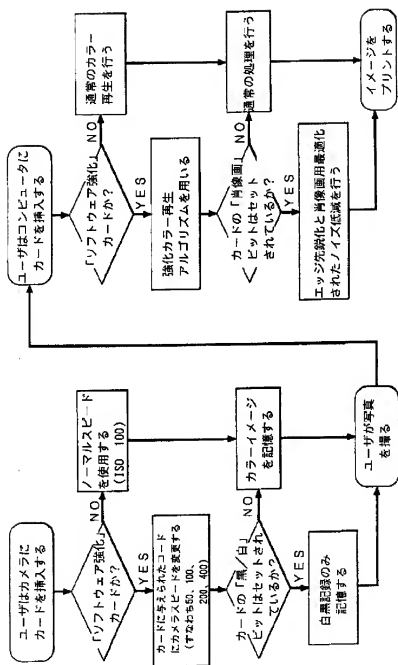 ユーザはカメラに
カードを挿入する
「ソフトウェア強化」
カードか?
NO
ノーマルスピード
を使用する
(ISO 100)
YES
カードに与えられたコード
にカメラスピードを変更する
(すなわち50、100、
200、400)
カードの「黒/白」
ビットはセットされ
ているか?
NO
カラーイメージ
を記憶する
YES
白黒記録のみ
記憶する
ユーザが写真
を撮る
ユーザはコンピュータに
カードを挿入する
「ソフトウェア強化」
カードか?
NO
通常のカラー
再生を行う
YES
強化カラー再生
アルゴリズムを用いる
カードの「肖像画」
ビットはセット
されているか?
NO
通常の処理を行う
YES
エッジ先鋭化と肖像画用最適化
されたノイズ低減を行う
イメージを
プリントする